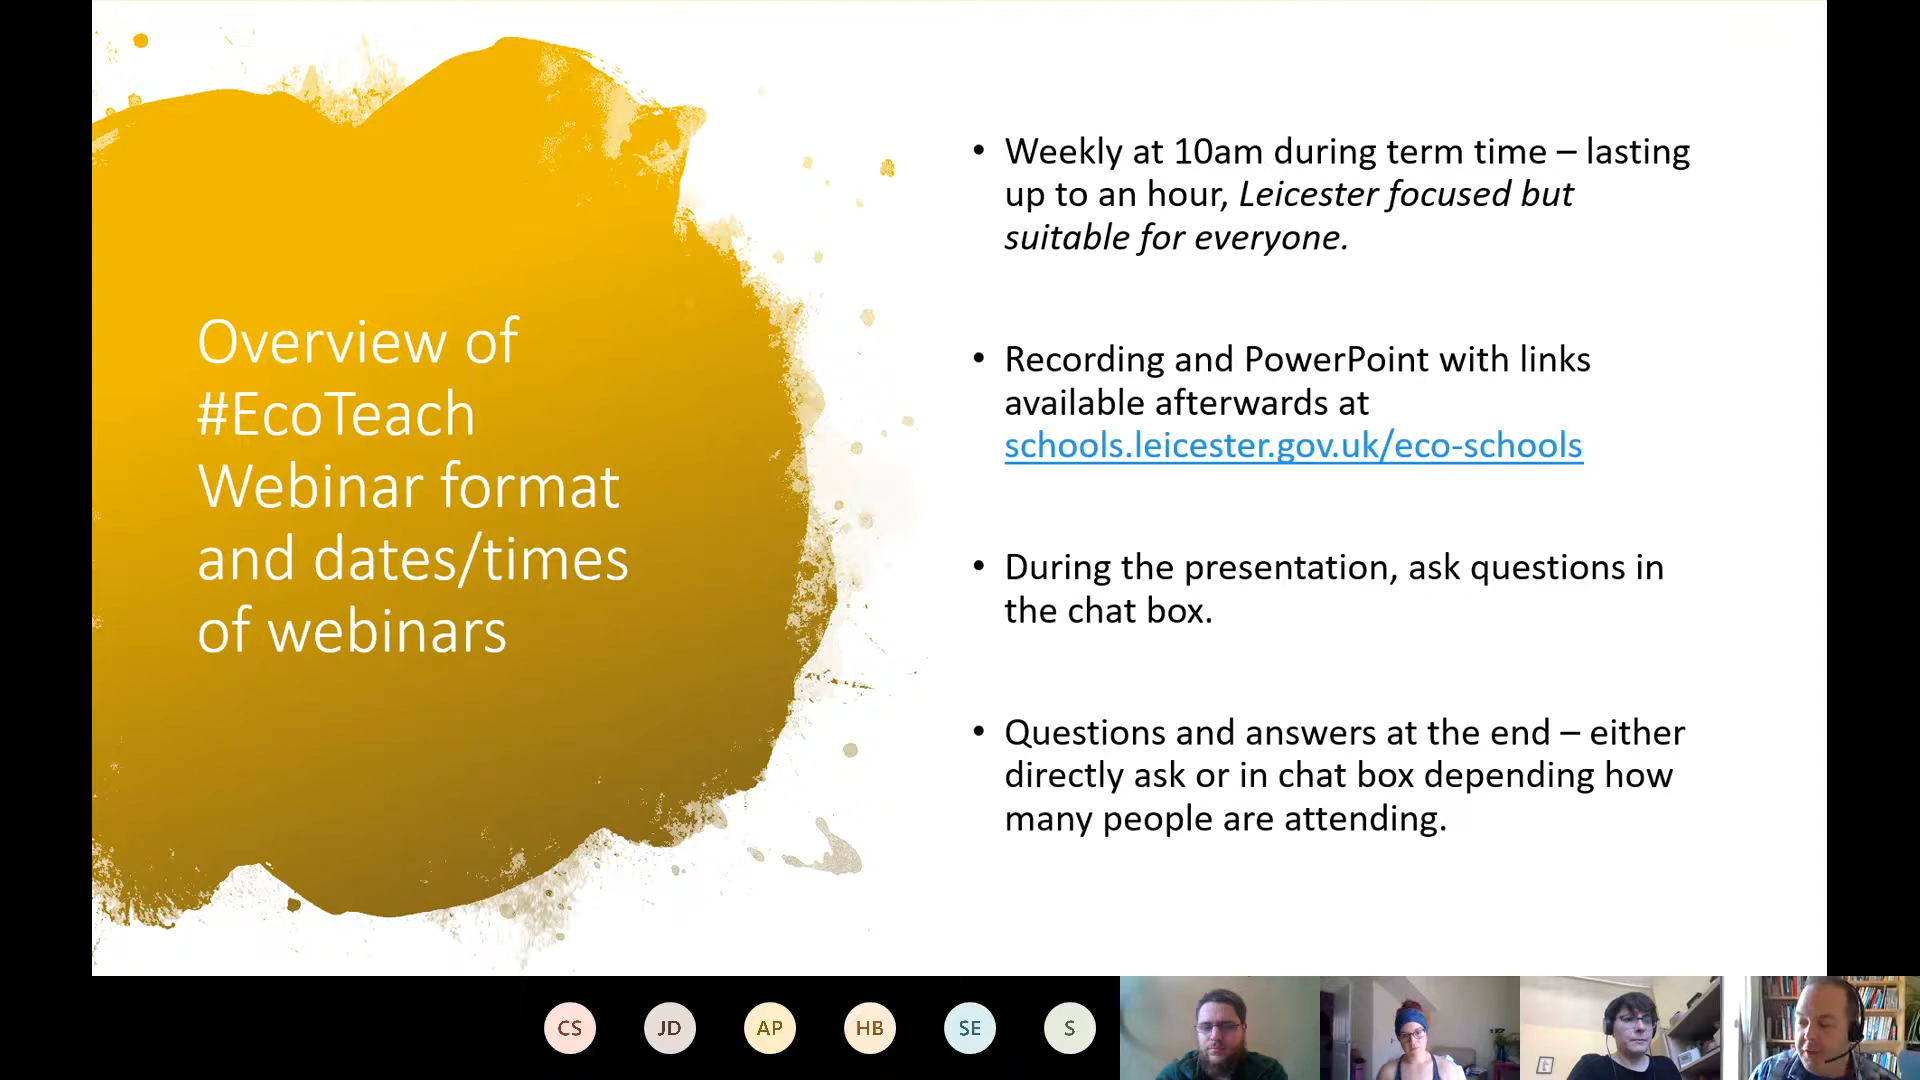 Overview of
#EcoTeach
Webinar format
and dates/times
of webinars
• Weekly at 10am during term time – lasting
up to an hour, Leicester focused but
suitable for everyone.
• Recording and PowerPoint with links
available afterwards at
schools.leicester.gov.uk/eco-schools
• During the presentation, ask questions in
the chat box.
• Questions and answers at the end – either
directly ask or in chat box depending how
many people are attending.
CS JD AP HB SE S